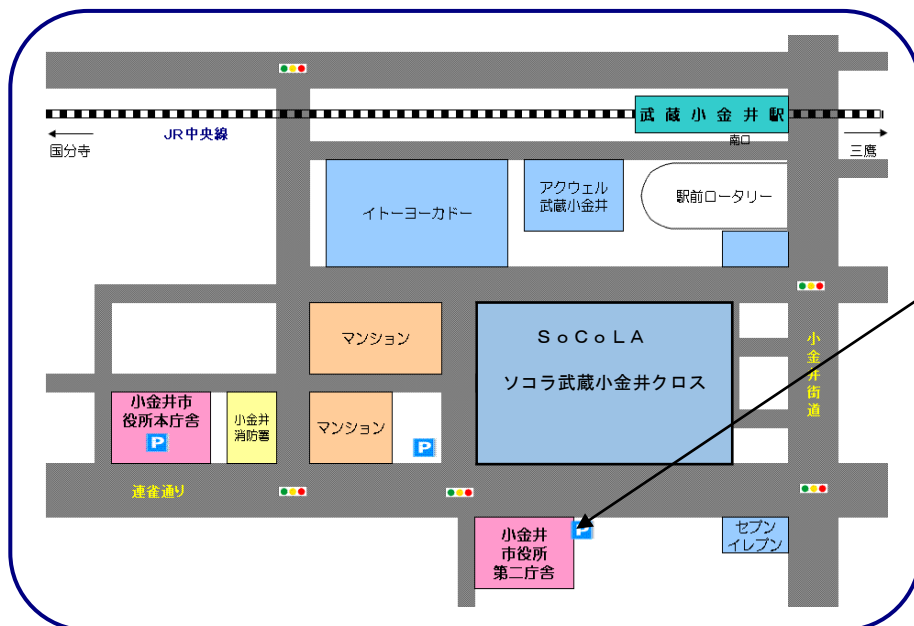 武蔵小金井駅
JR中央線
南口
国分寺
三鷹
アクウェル
武蔵小金井
駅前ロータリー
イトーヨーカドー
マンション
SoCoLA
ソコラ武蔵小金井クロス
小金井街道
小金井市
役所本庁舎
P
小金井
消防署
マンション
P
連雀通り
小金井
市役所
第二庁舎
P
セブン
イレブン